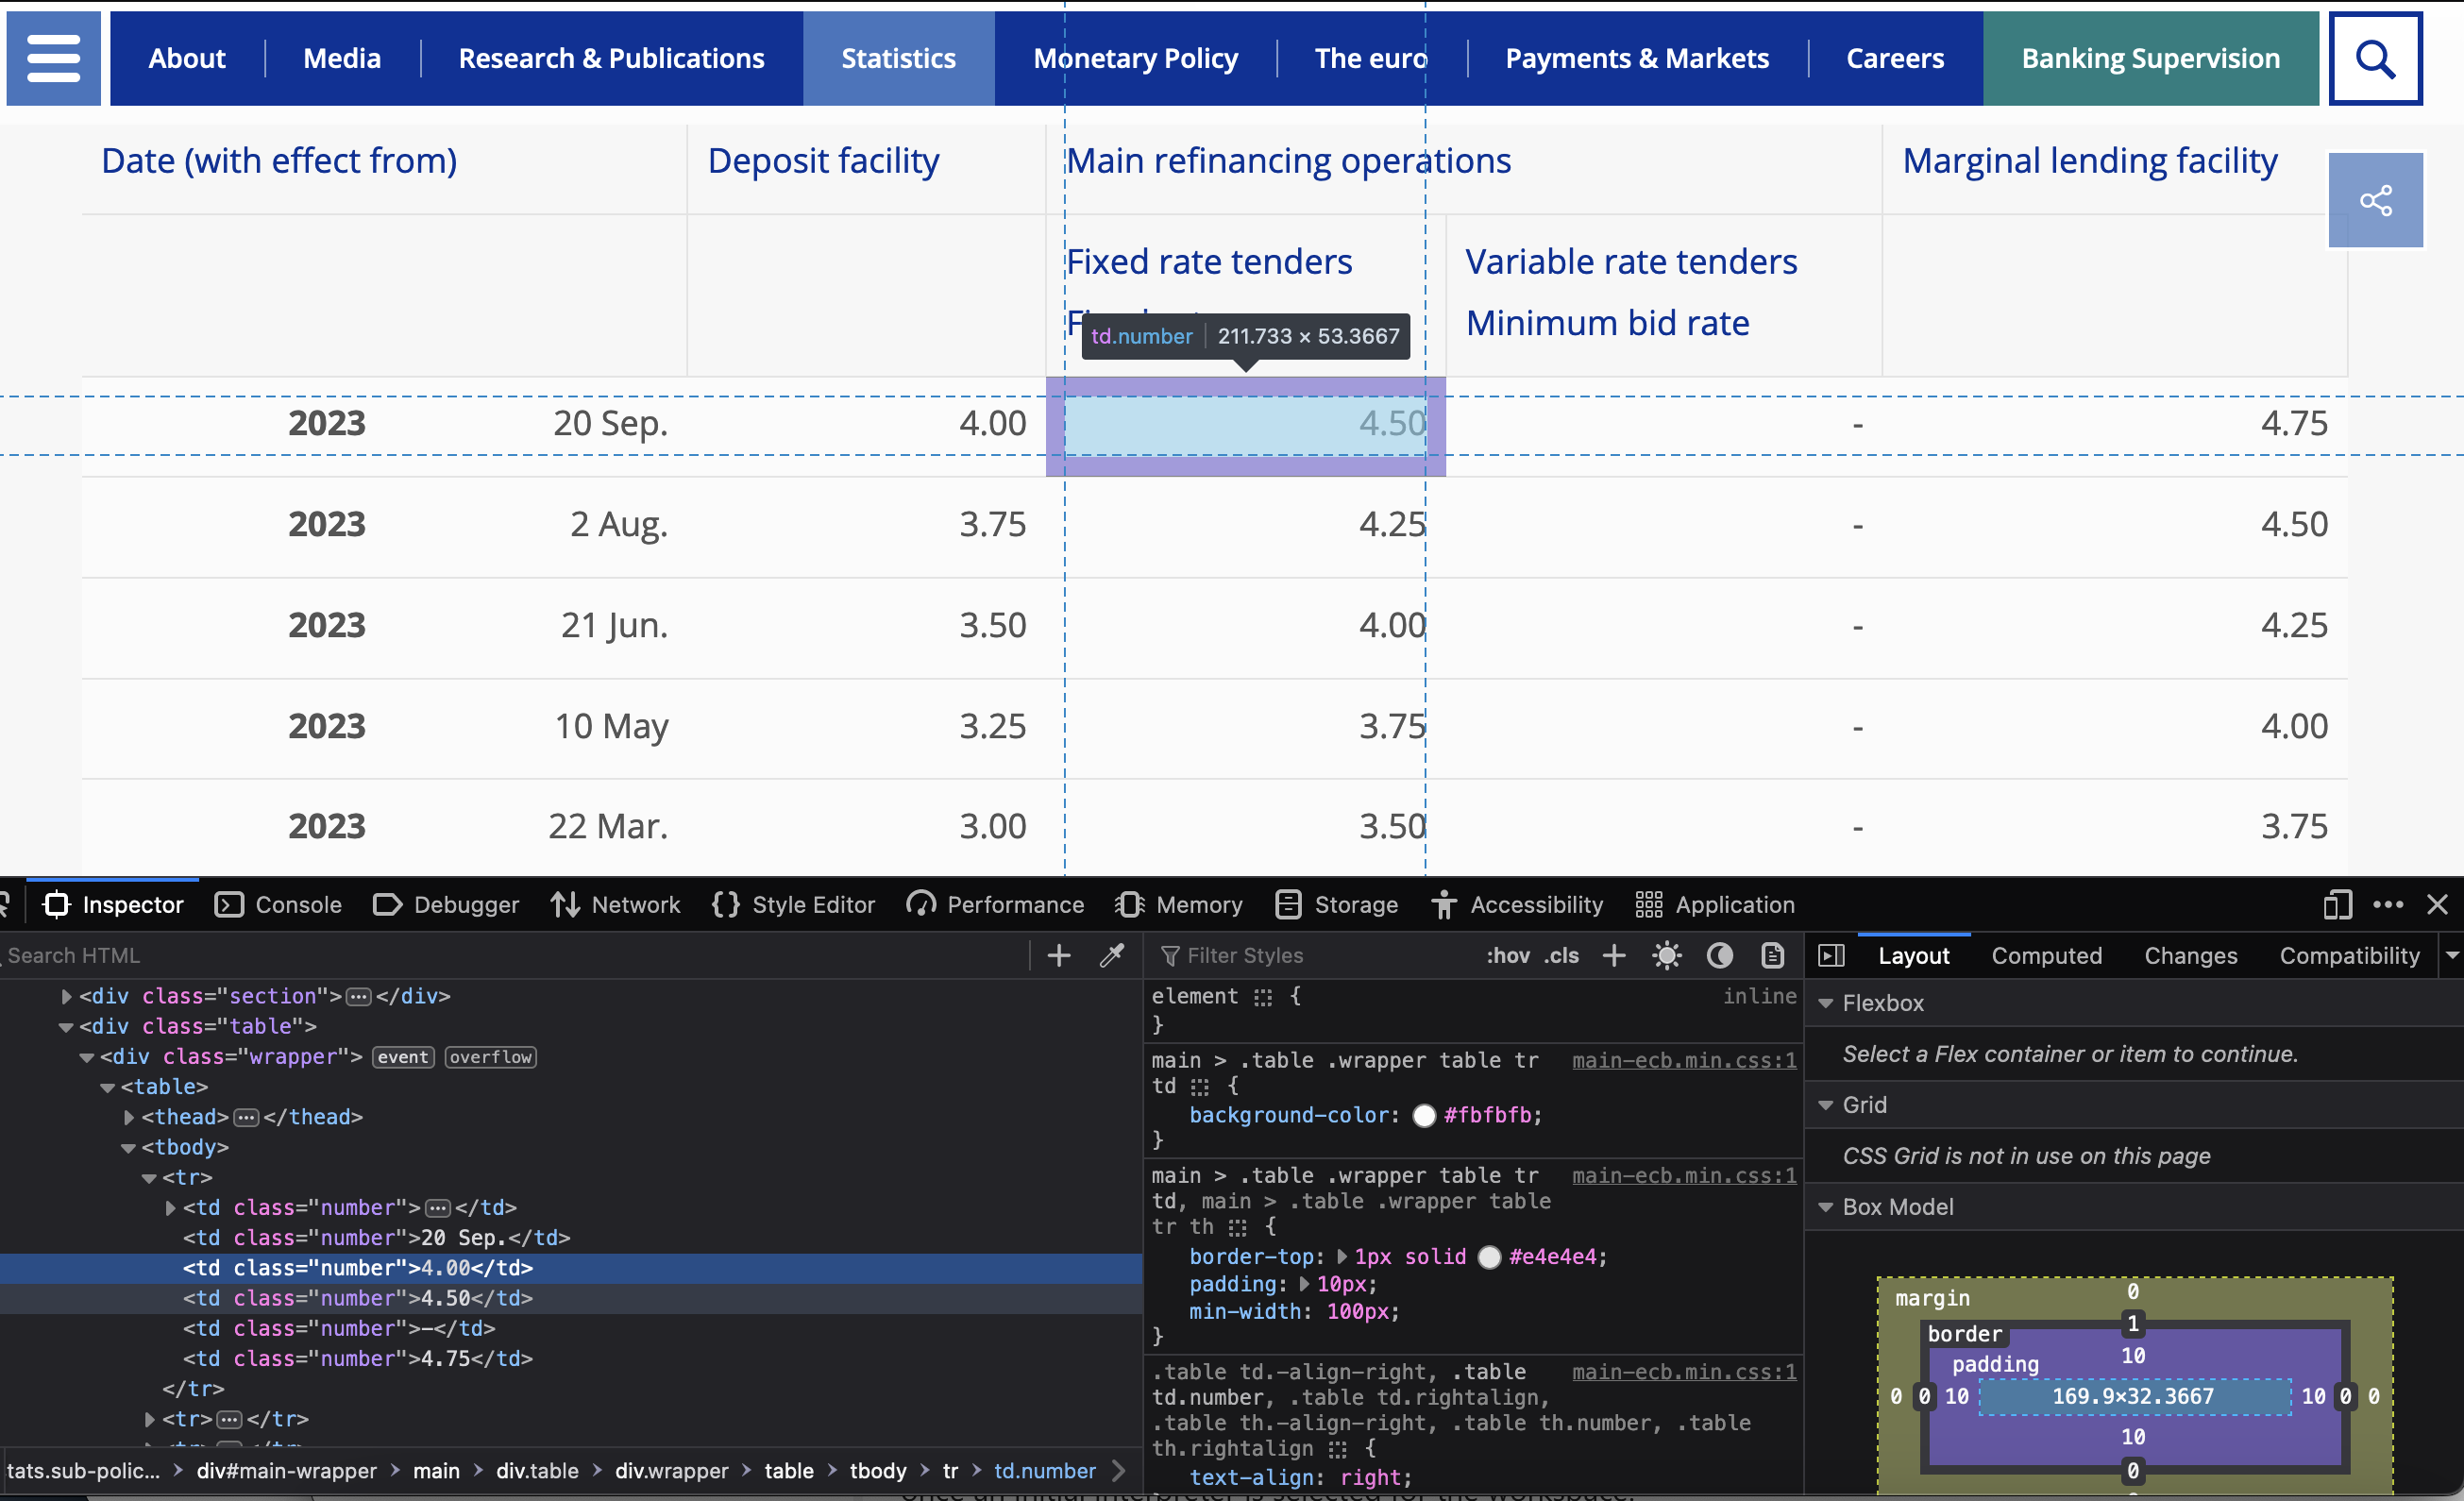 About Media Research & Publications Statistics Monetary Policy The euro Payments & Markets Careers Banking Supervision
Date (with effect from) Deposit facility Main refinancing operations Marginal lending facility
Fixed rate tenders Variable rate tenders
Minimum bid rate
td.number 211.733 × 53.3667
2023 20 Sep. 4.00 4.50 - 4.75
2023 2 Aug. 3.75 4.25 - 4.50
2023 21 Jun. 3.50 4.00 - 4.25
2023 10 May 3.25 3.75 - 4.00
2023 22 Mar. 3.00 3.50 - 3.75
Inspector Console Debugger Network {} Style Editor Performance Memory Storage Accessibility Application
Search HTML
<div class="section">⋯</div>
<div class="table">
<div class="wrapper"> event overflow
<table>
<thead>⋯</thead>
<tbody>
<tr>
<td class="number">⋯</td>
<td class="number">20 Sep.</td>
<td class="number">4.00</td>
<td class="number">4.50</td>
<td class="number">-</td>
<td class="number">4.75</td>
</tr>
<tr>⋯</tr>
tats.sub-polic... > div#main-wrapper > main > div.table > div.wrapper > table > tbody > tr > td.number
Filter Styles :hov .cls
element { inline
}
main > .table .wrapper table tr main-ecb.min.css:1
td {
background-color: #fbfbfb;
}
main > .table .wrapper table tr main-ecb.min.css:1
td, main > .table .wrapper table
tr th {
border-top: 1px solid #e4e4e4;
padding: 10px;
min-width: 100px;
}
.table td.-align-right, .table main-ecb.min.css:1
td.number, .table td.rightalign,
.table th.-align-right, .table th.number, .table
th.rightalign {
text-align: right;
Layout Computed Changes Compatibility
Flexbox
Select a Flex container or item to continue.
Grid
CSS Grid is not in use on this page
Box Model
margin 0
border 1
padding 10
0 0 10 169.9×32.3667 10 0 0
10
0